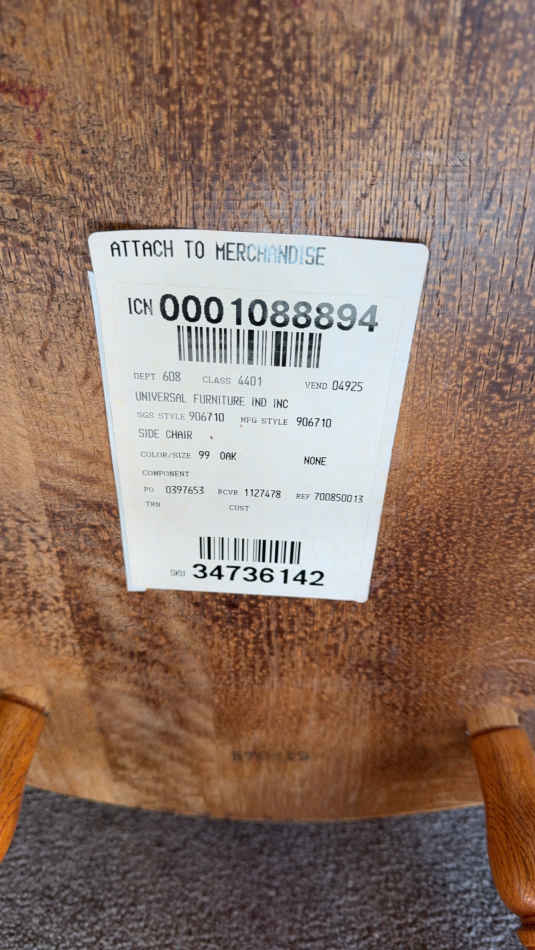 ATTACH TO MERCHANDISE
ICN 0001088894
DEPT 608 CLASS 4401 VEND 04925
UNIVERSAL FURNITURE IND INC
SGS STYLE 906710 MFG STYLE 906710
SIDE CHAIR
COLOR/SIZE 99 OAK NONE
COMPONENT
PO 0397653 RCVR 1127478 REF 700850013
TRN CUST
SKU 34736142